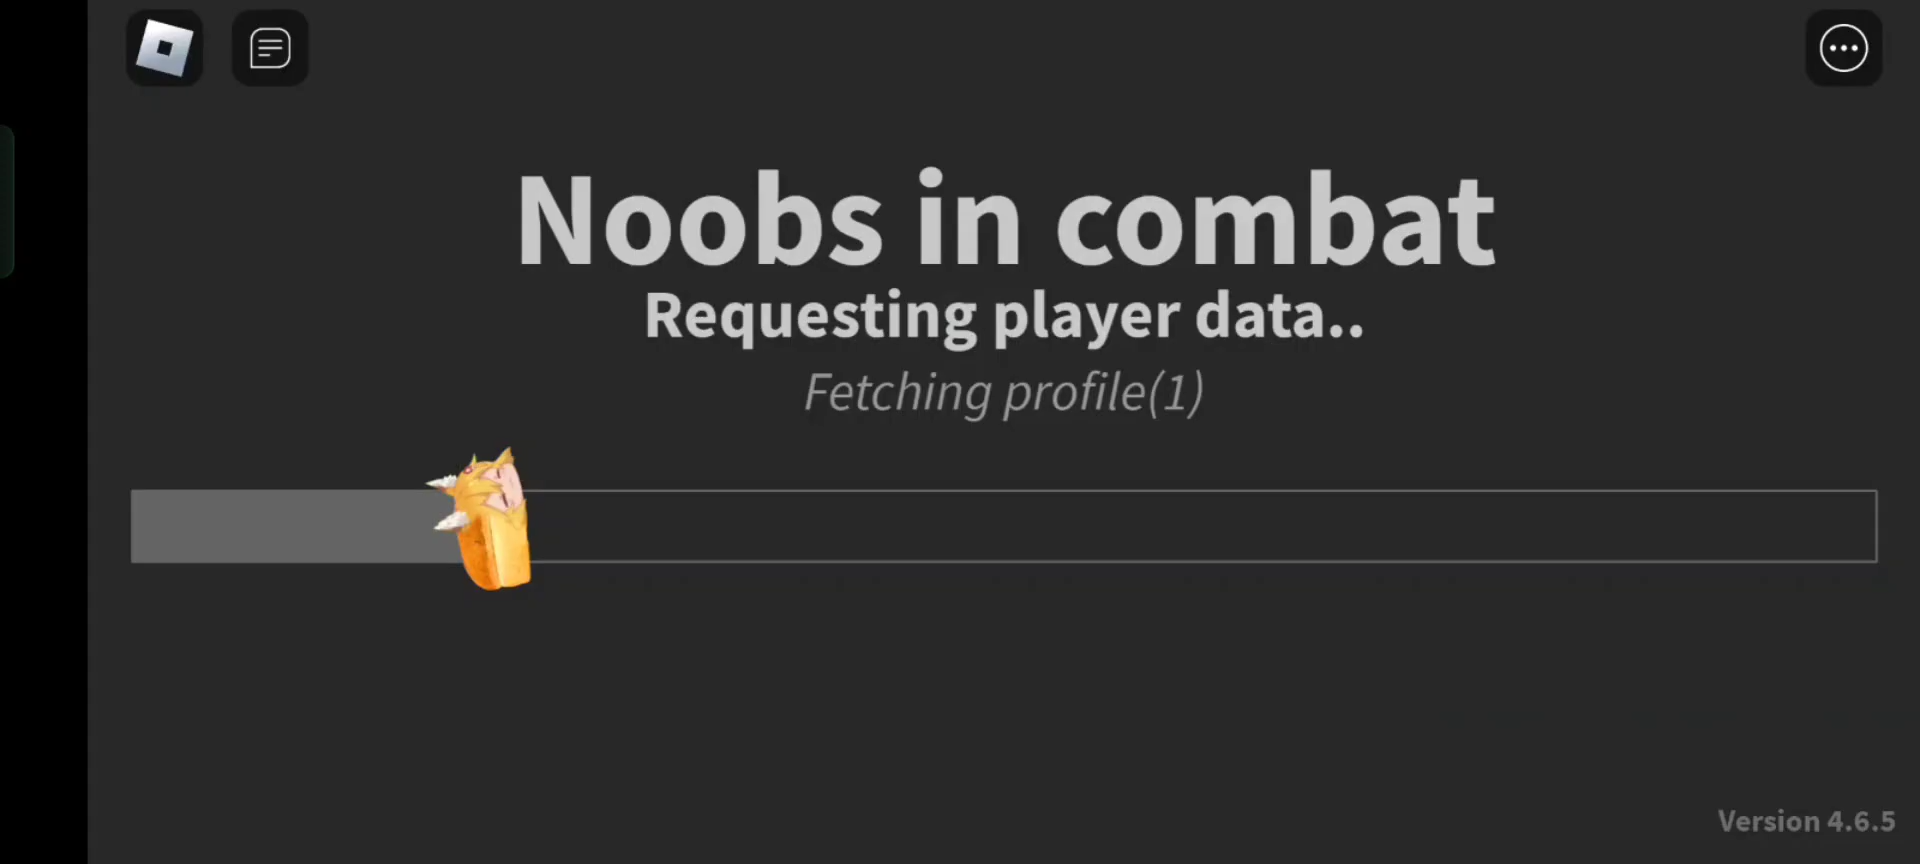 Noobs in combat
Requesting player data..
Fetching profile(1)
Version 4.6.5